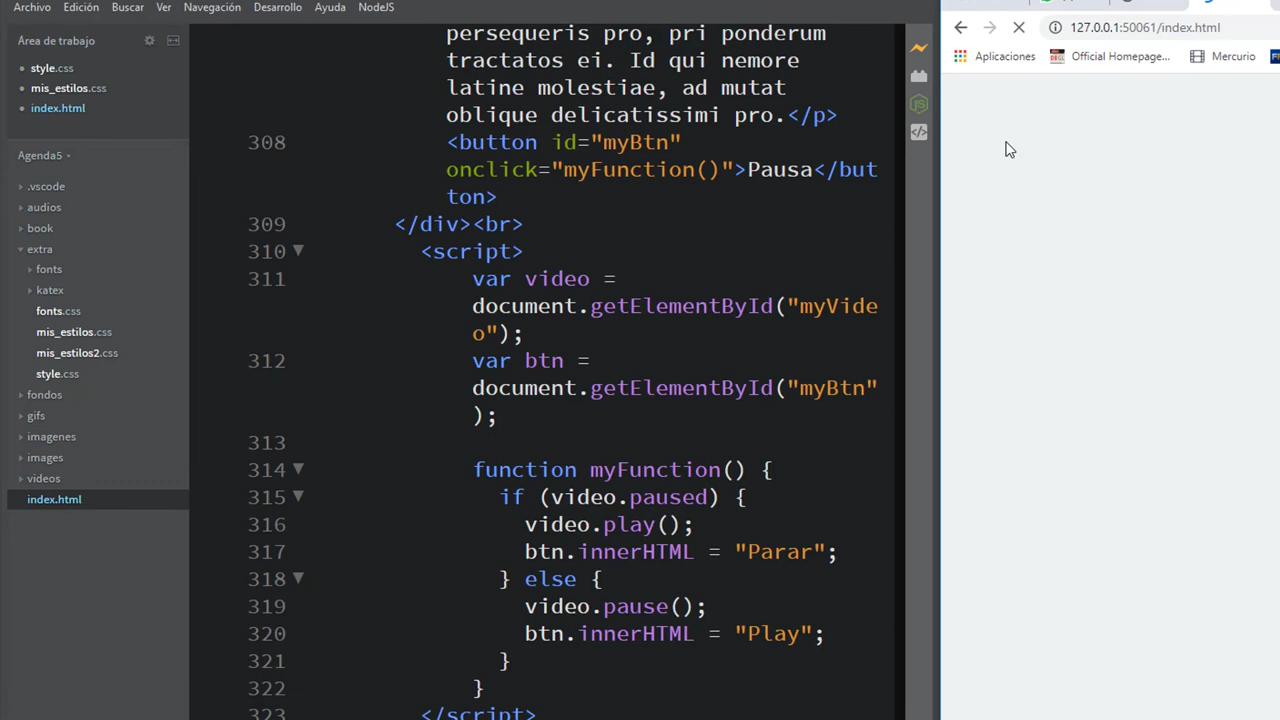 Archivo Edición Buscar Ver Navegación Desarrollo Ayuda NodeJS
Área de trabajo
style.css
mis_estilos.css
index.html
Agenda5
.vscode
audios
book
extra
fonts
katex
fonts.css
mis_estilos.css
mis_estilos2.css
style.css
fondos
gifs
imagenes
images
videos
index.html
persequeris pro, pri ponderum
tractatos ei. Id qui nemore
latine molestiae, ad mutat
oblique delicatissimi pro.</p>
308 <button id="myBtn"
onclick="myFunction()">Pausa</but
ton>
309 </div><br>
310 <script>
311 var video =
document.getElementById("myVide
o");
312 var btn =
document.getElementById("myBtn"
);
313
314 function myFunction() {
315 if (video.paused) {
316 video.play();
317 btn.innerHTML = "Parar";
318 } else {
319 video.pause();
320 btn.innerHTML = "Play";
321 }
322 }
323 </script>
127.0.0.1:50061/index.html
Aplicaciones Official Homepage... Mercurio